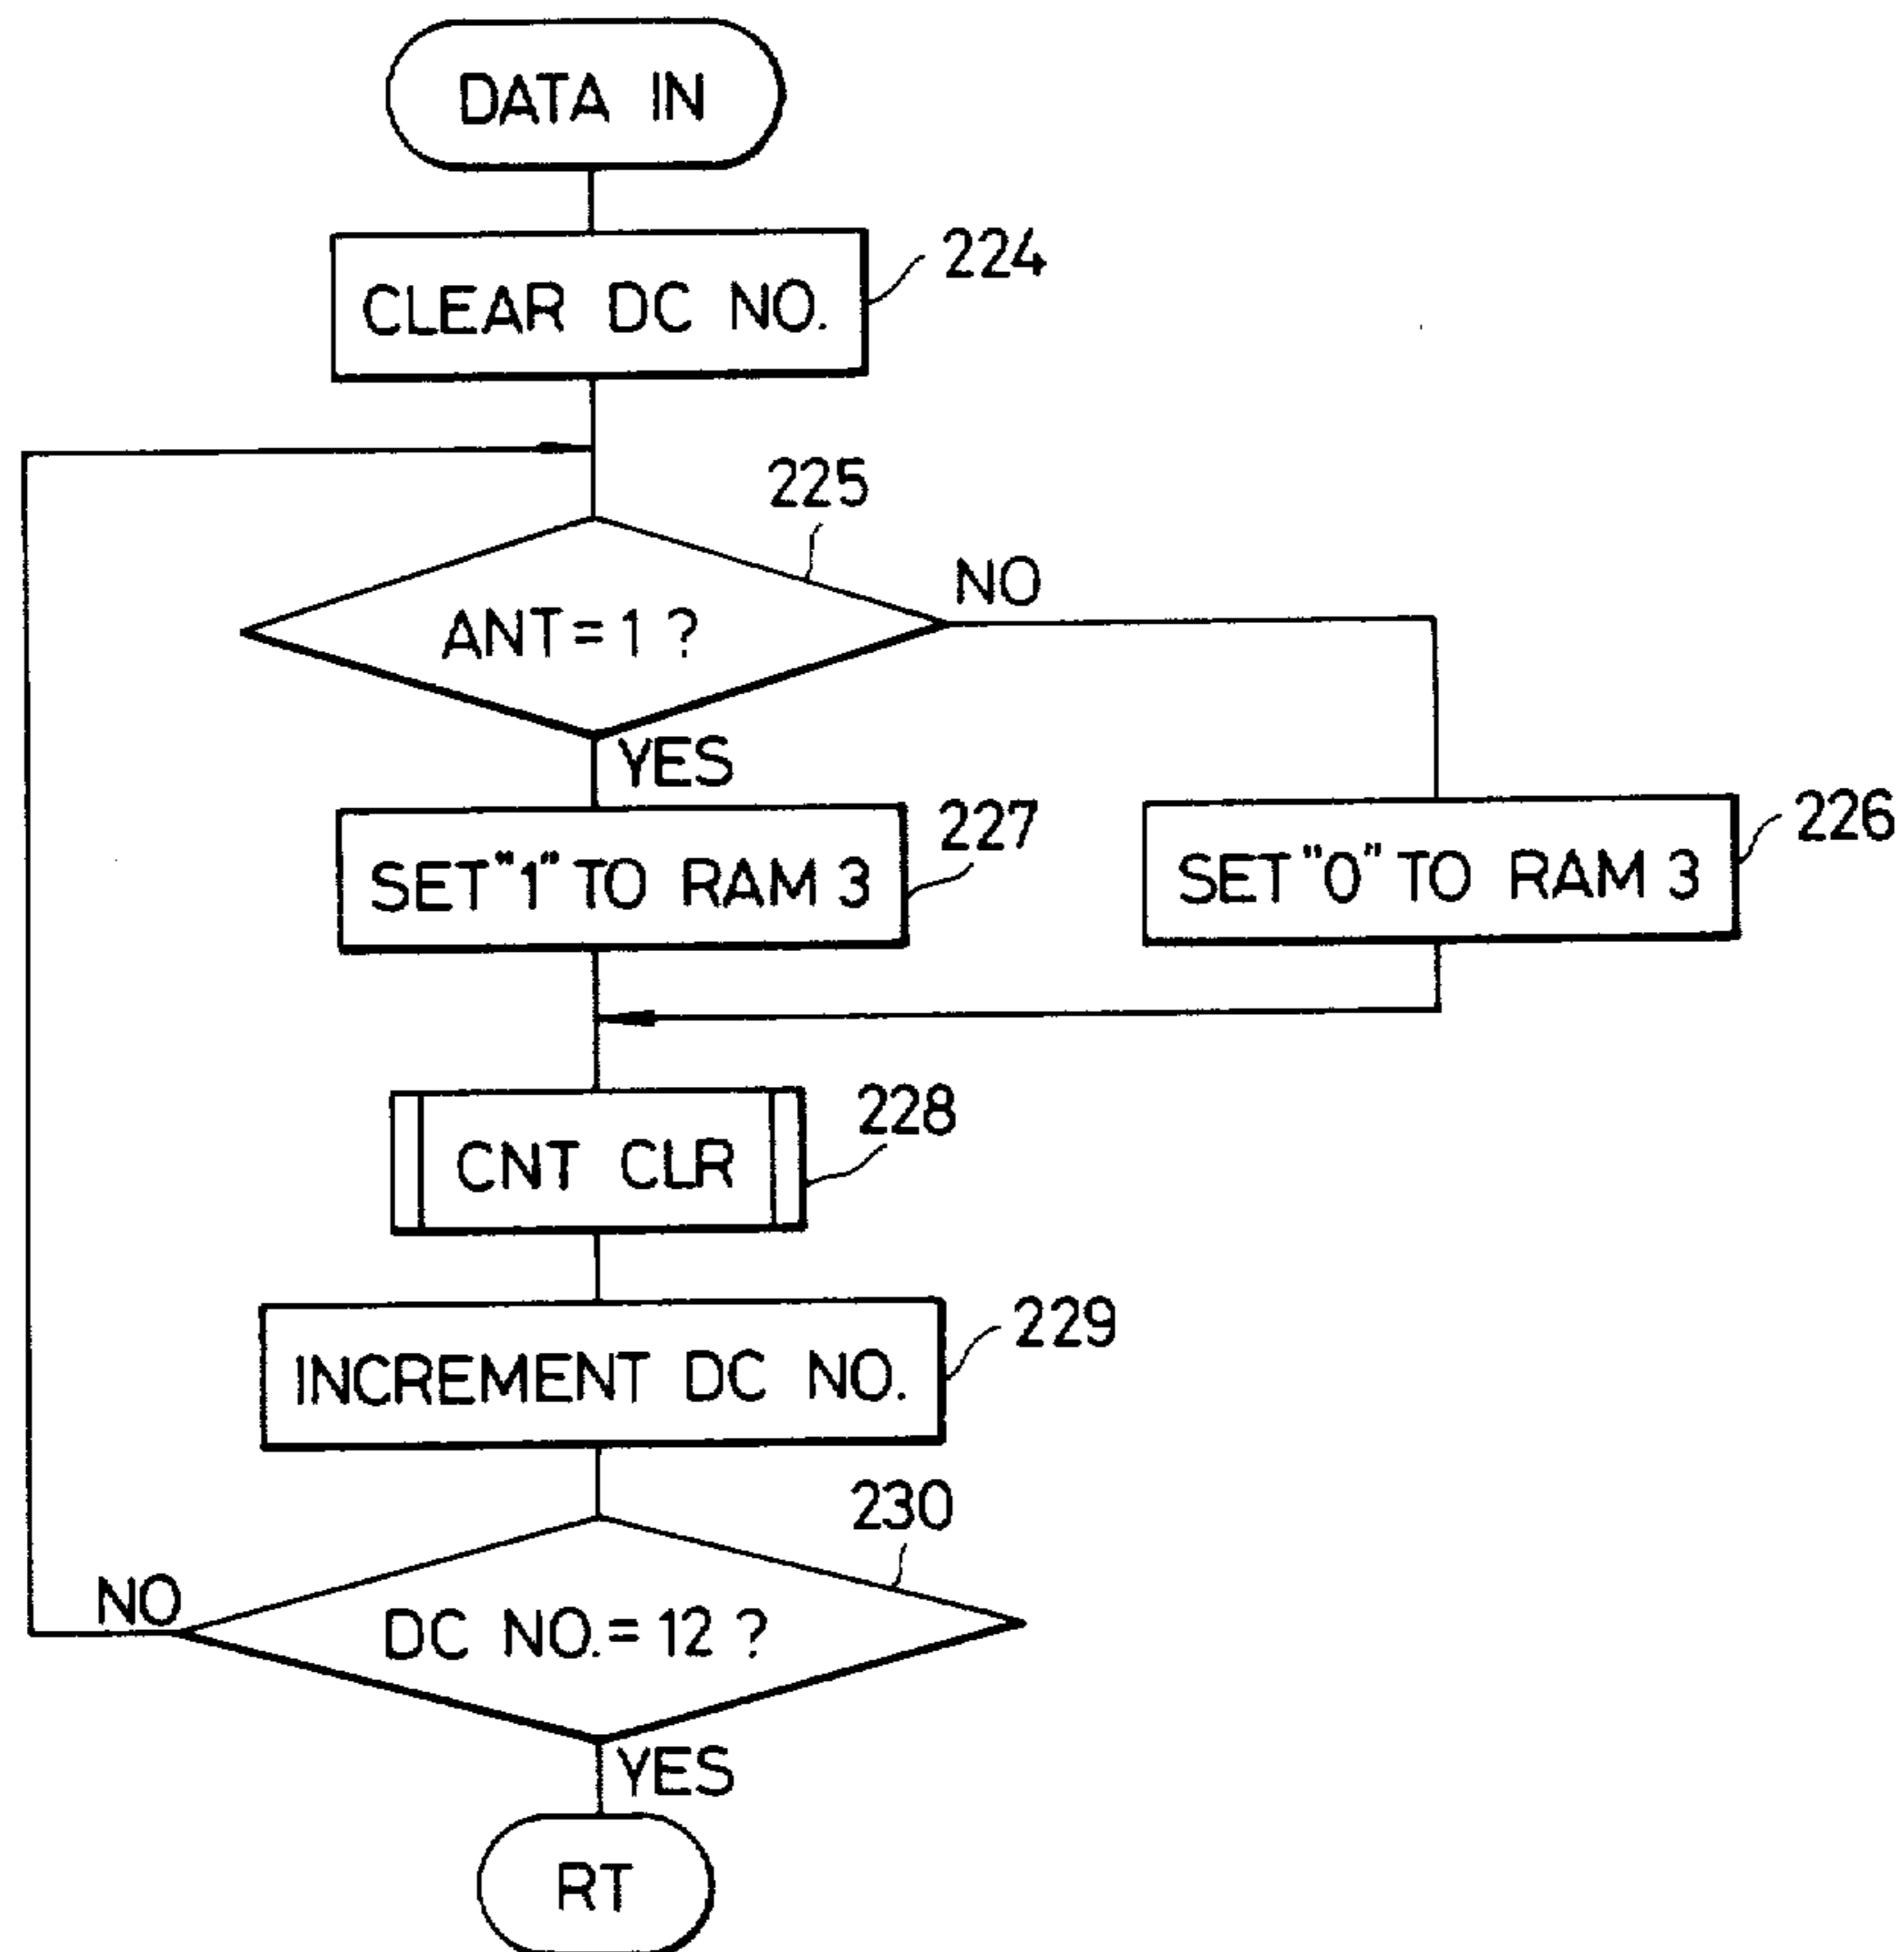 DATA IN
CLEAR DC NO.
224
225
ANT = 1 ?
NO
YES
SET "1" TO RAM 3
227
SET "0" TO RAM 3
226
CNT CLR
228
INCREMENT DC NO.
229
230
DC NO. = 12 ?
NO
YES
RT